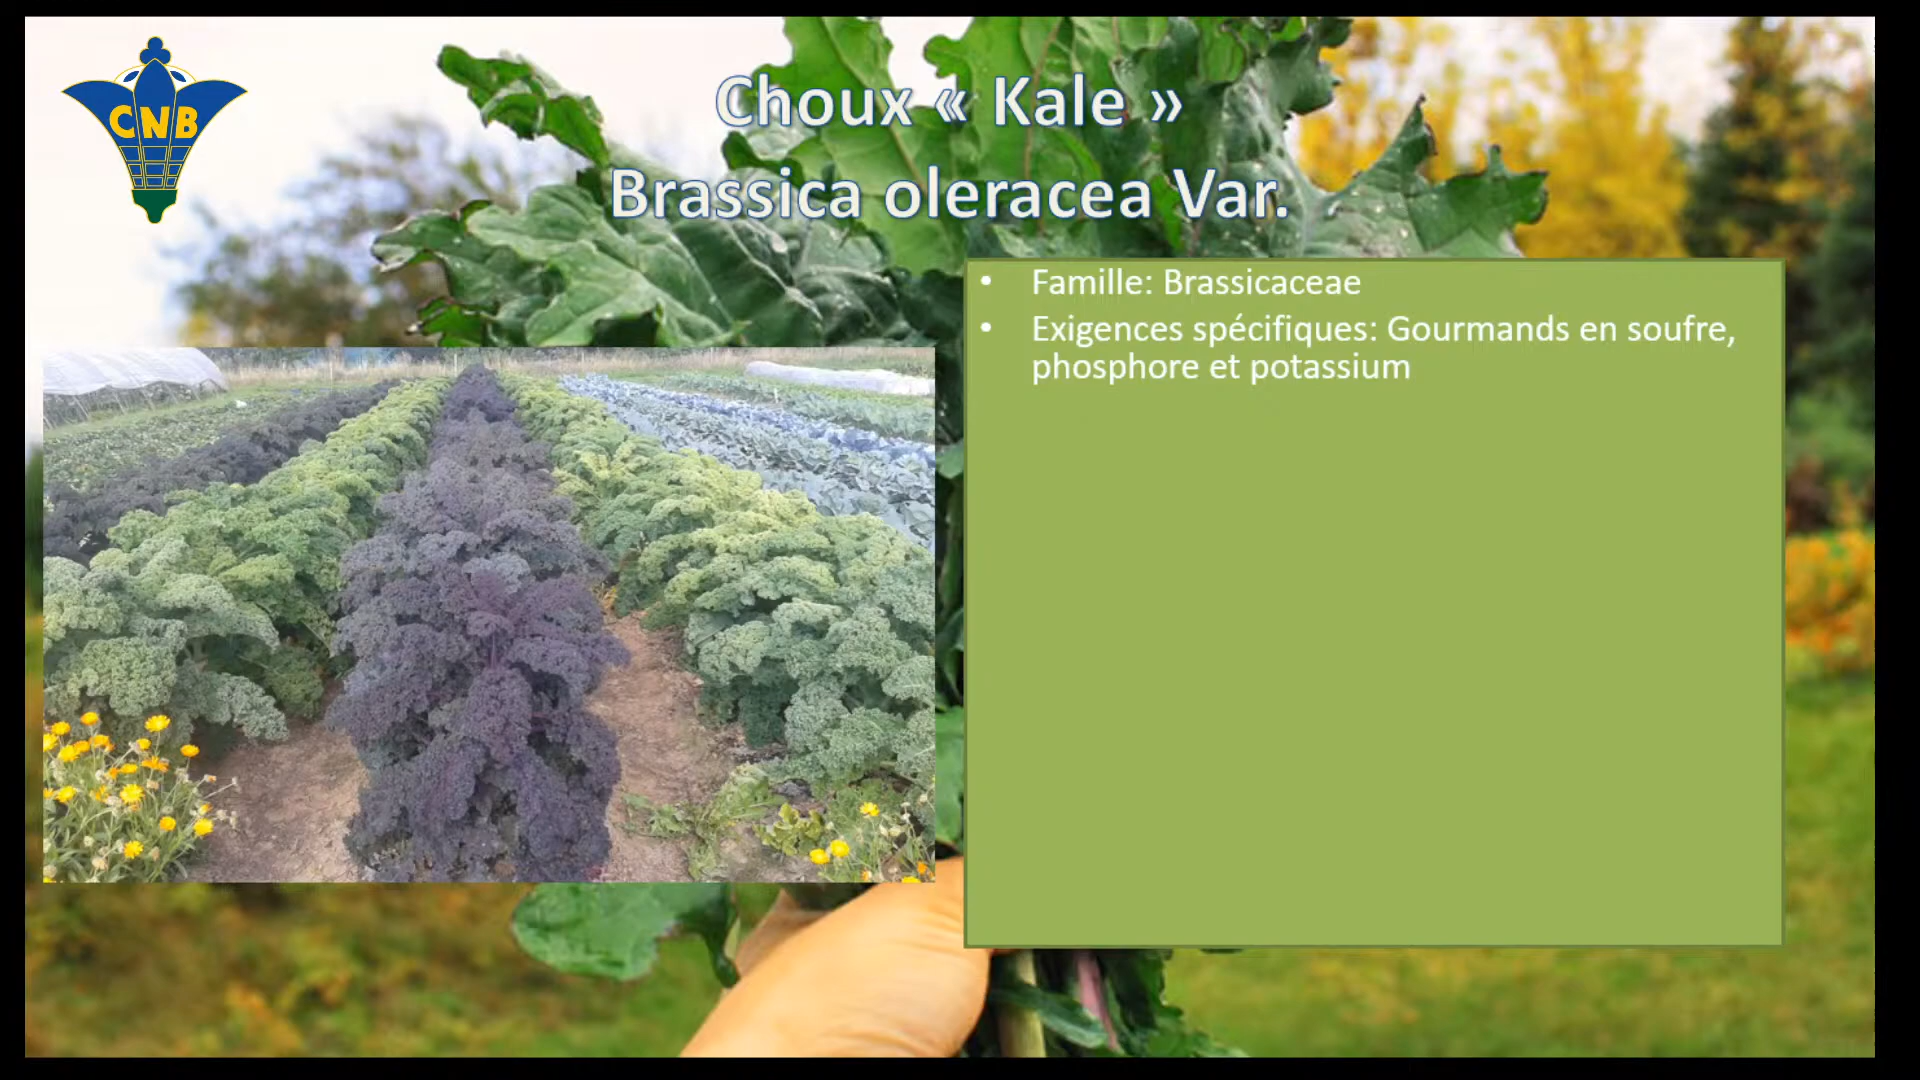 CNB
Choux « Kale »
Brassica oleracea Var.
• Famille: Brassicaceae
• Exigences spécifiques: Gourmands en soufre,
phosphore et potassium